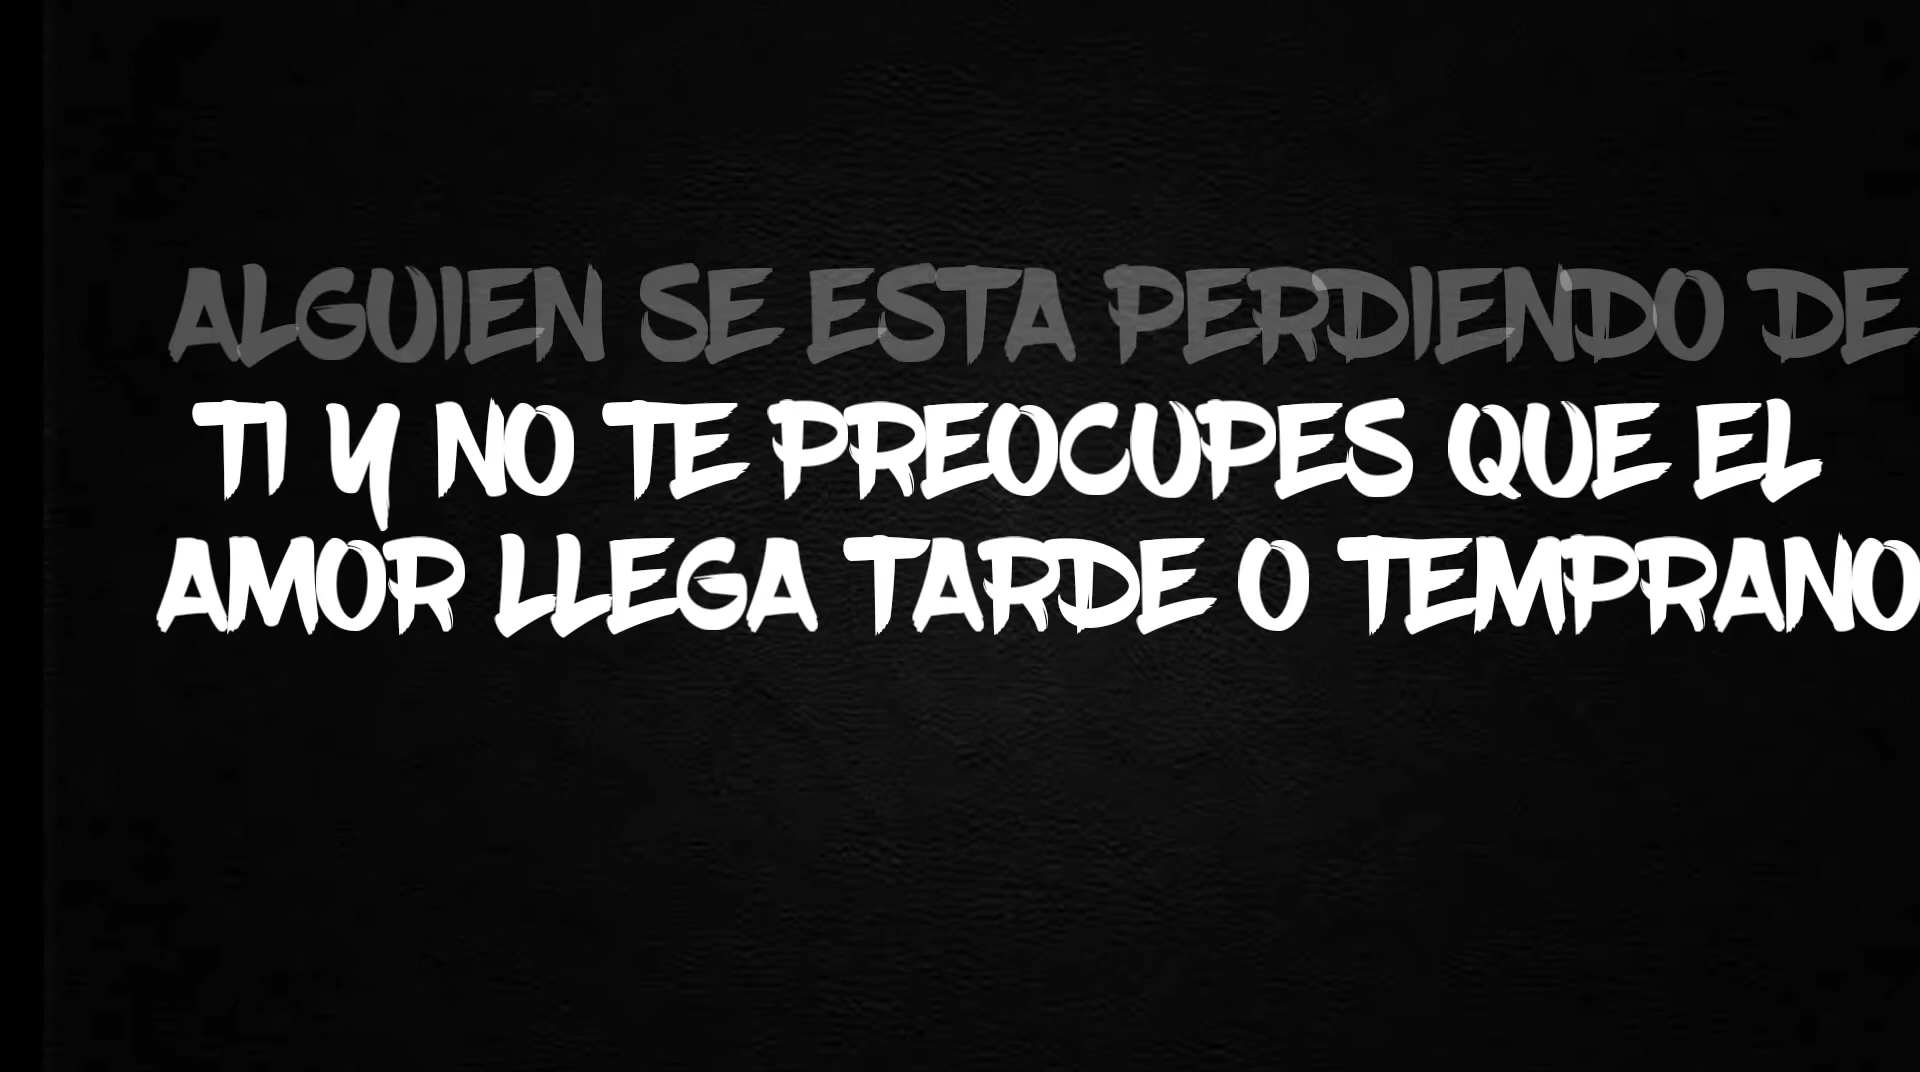 ALGUIEN SE ESTA PERDIENDO DE
TI Y NO TE PREOCUPES QUE EL
AMOR LLEGA TARDE O TEMPRANO